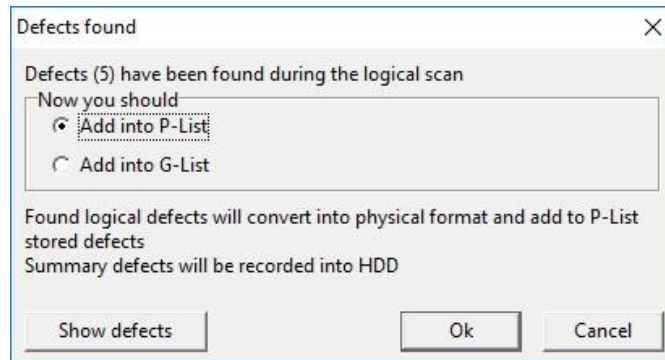 Defects found
Defects (5) have been found during the logical scan
Now you should
Add into P-List
Add into G-List
Found logical defects will convert into physical format and add to P-List
stored defects
Summary defects will be recorded into HDD
Show defects
Ok
Cancel